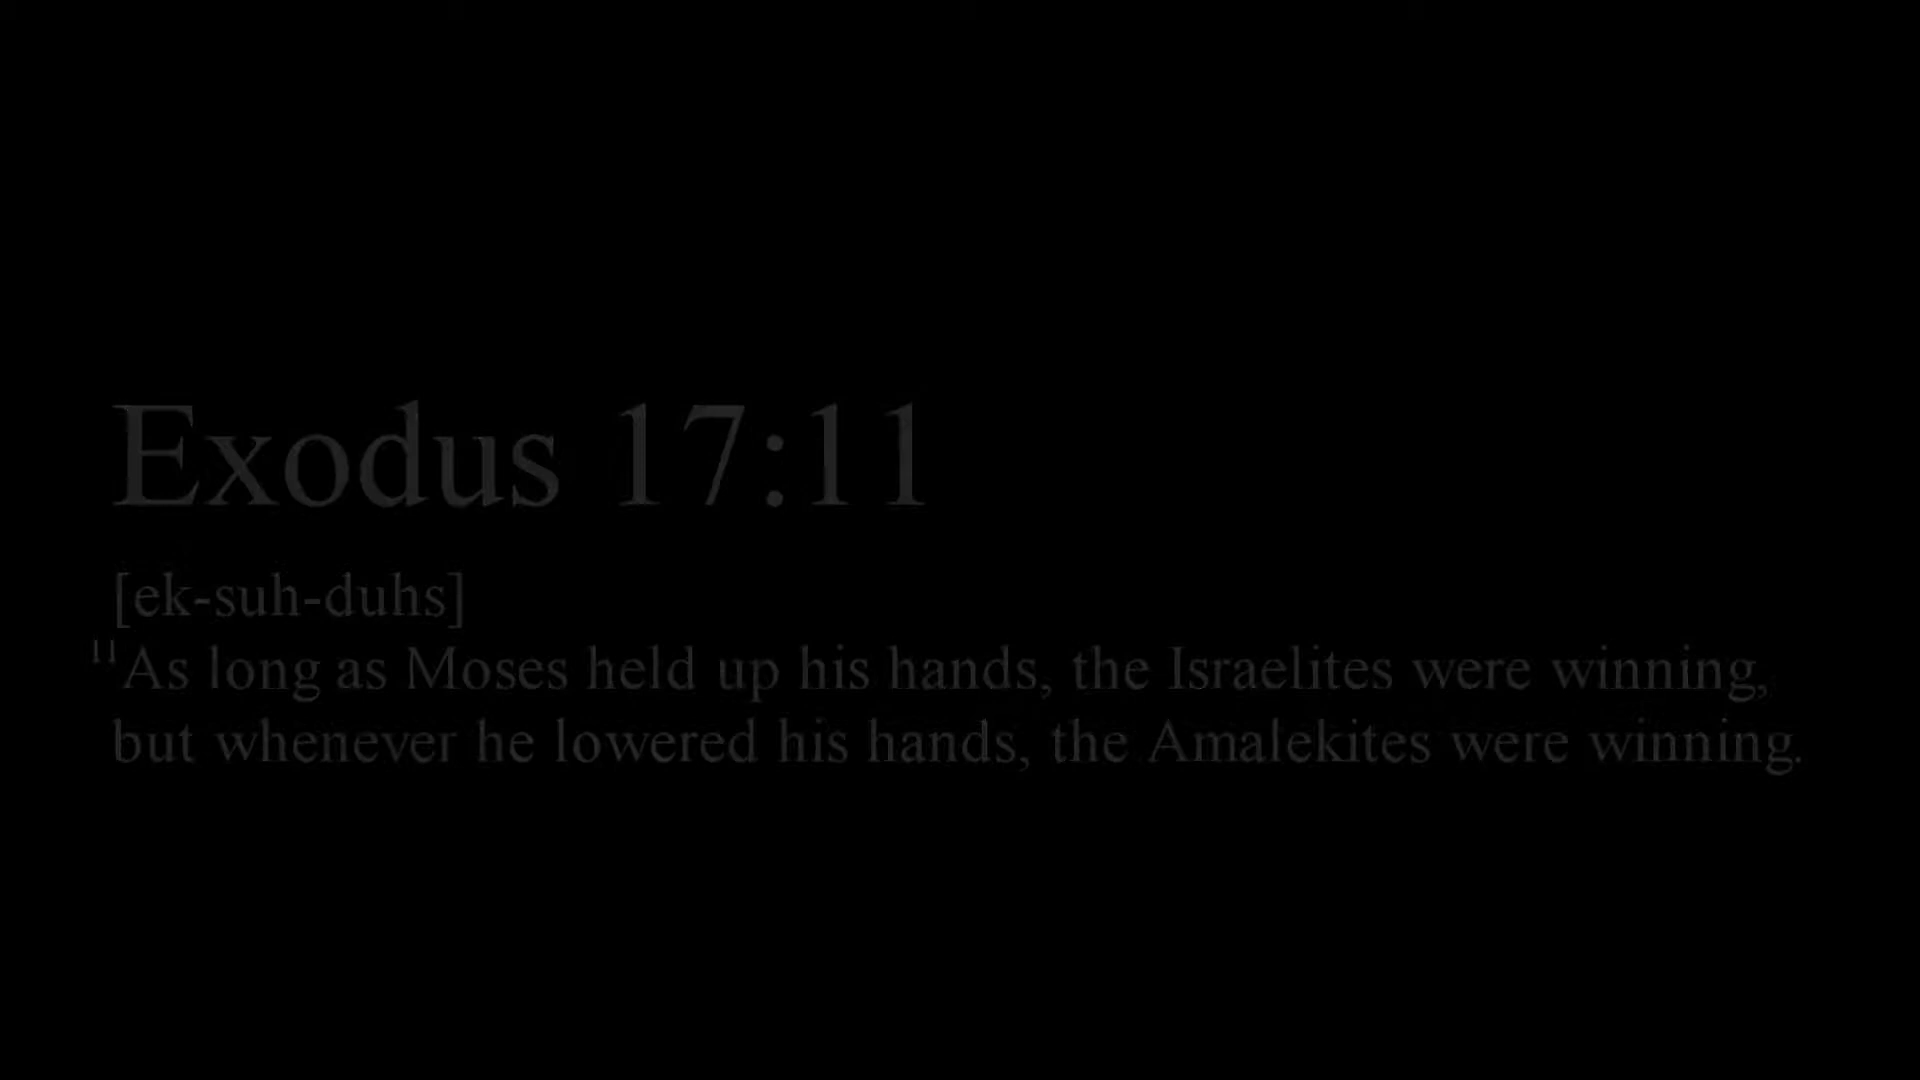 Exodus 17:11
[ek-suh-duhs]
¹¹As long as Moses held up his hands, the Israelites were winning,
but whenever he lowered his hands, the Amalekites were winning.